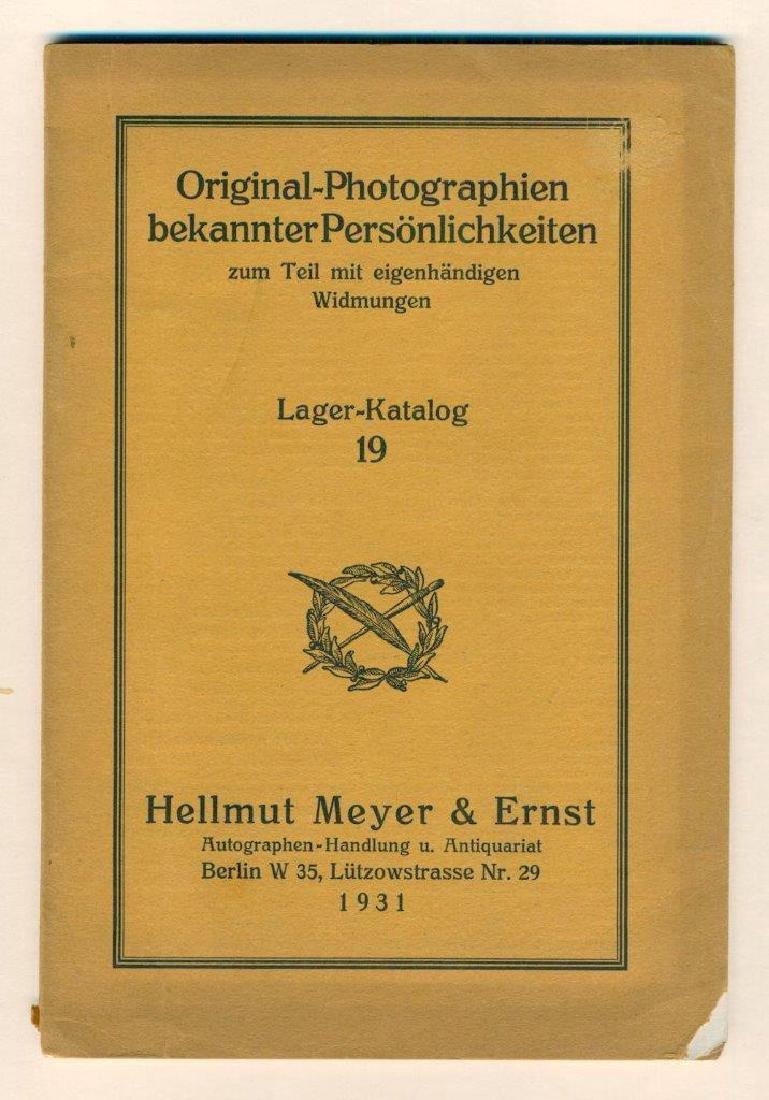 Original-Photographien
bekannter Persönlichkeiten
zum Teil mit eigenhändigen
Widmungen
Lager-Katalog
19
Hellmut Meyer & Ernst
Autographen-Handlung u. Antiquariat
Berlin W 35, Lützowstrasse Nr. 29
1931